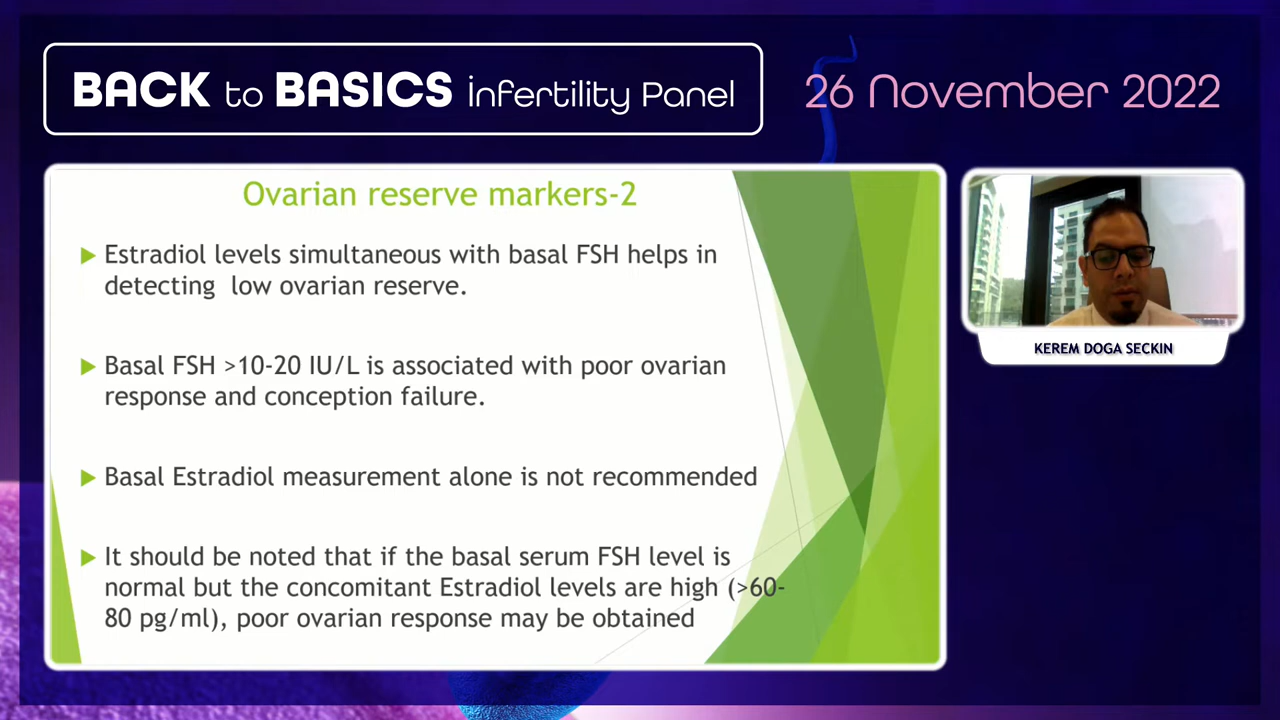 BACK to BASICS infertility Panel
26 November 2022
Ovarian reserve markers-2
Estradiol levels simultaneous with basal FSH helps in
detecting low ovarian reserve.
Basal FSH >10-20 IU/L is associated with poor ovarian
response and conception failure.
Basal Estradiol measurement alone is not recommended
It should be noted that if the basal serum FSH level is
normal but the concomitant Estradiol levels are high (>60-
80 pg/ml), poor ovarian response may be obtained
KEREM DOGA SECKIN